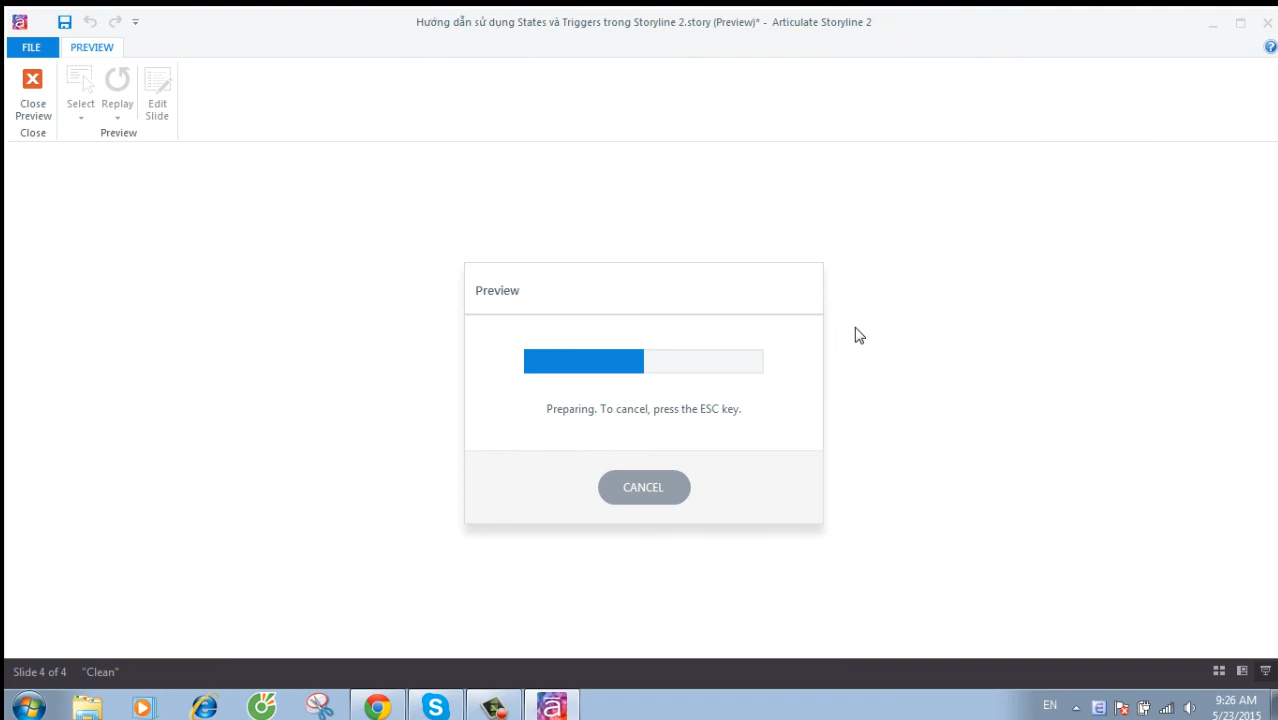 Hướng dẫn sử dụng States và Triggers trong Storyline 2.story (Preview)* - Articulate Storyline 2
FILE
PREVIEW
Close Preview
Select
Replay
Edit Slide
Close
Preview
Preview
Preparing. To cancel, press the ESC key.
CANCEL
Slide 4 of 4 "Clean"
EN
9:26 AM
5/23/2015